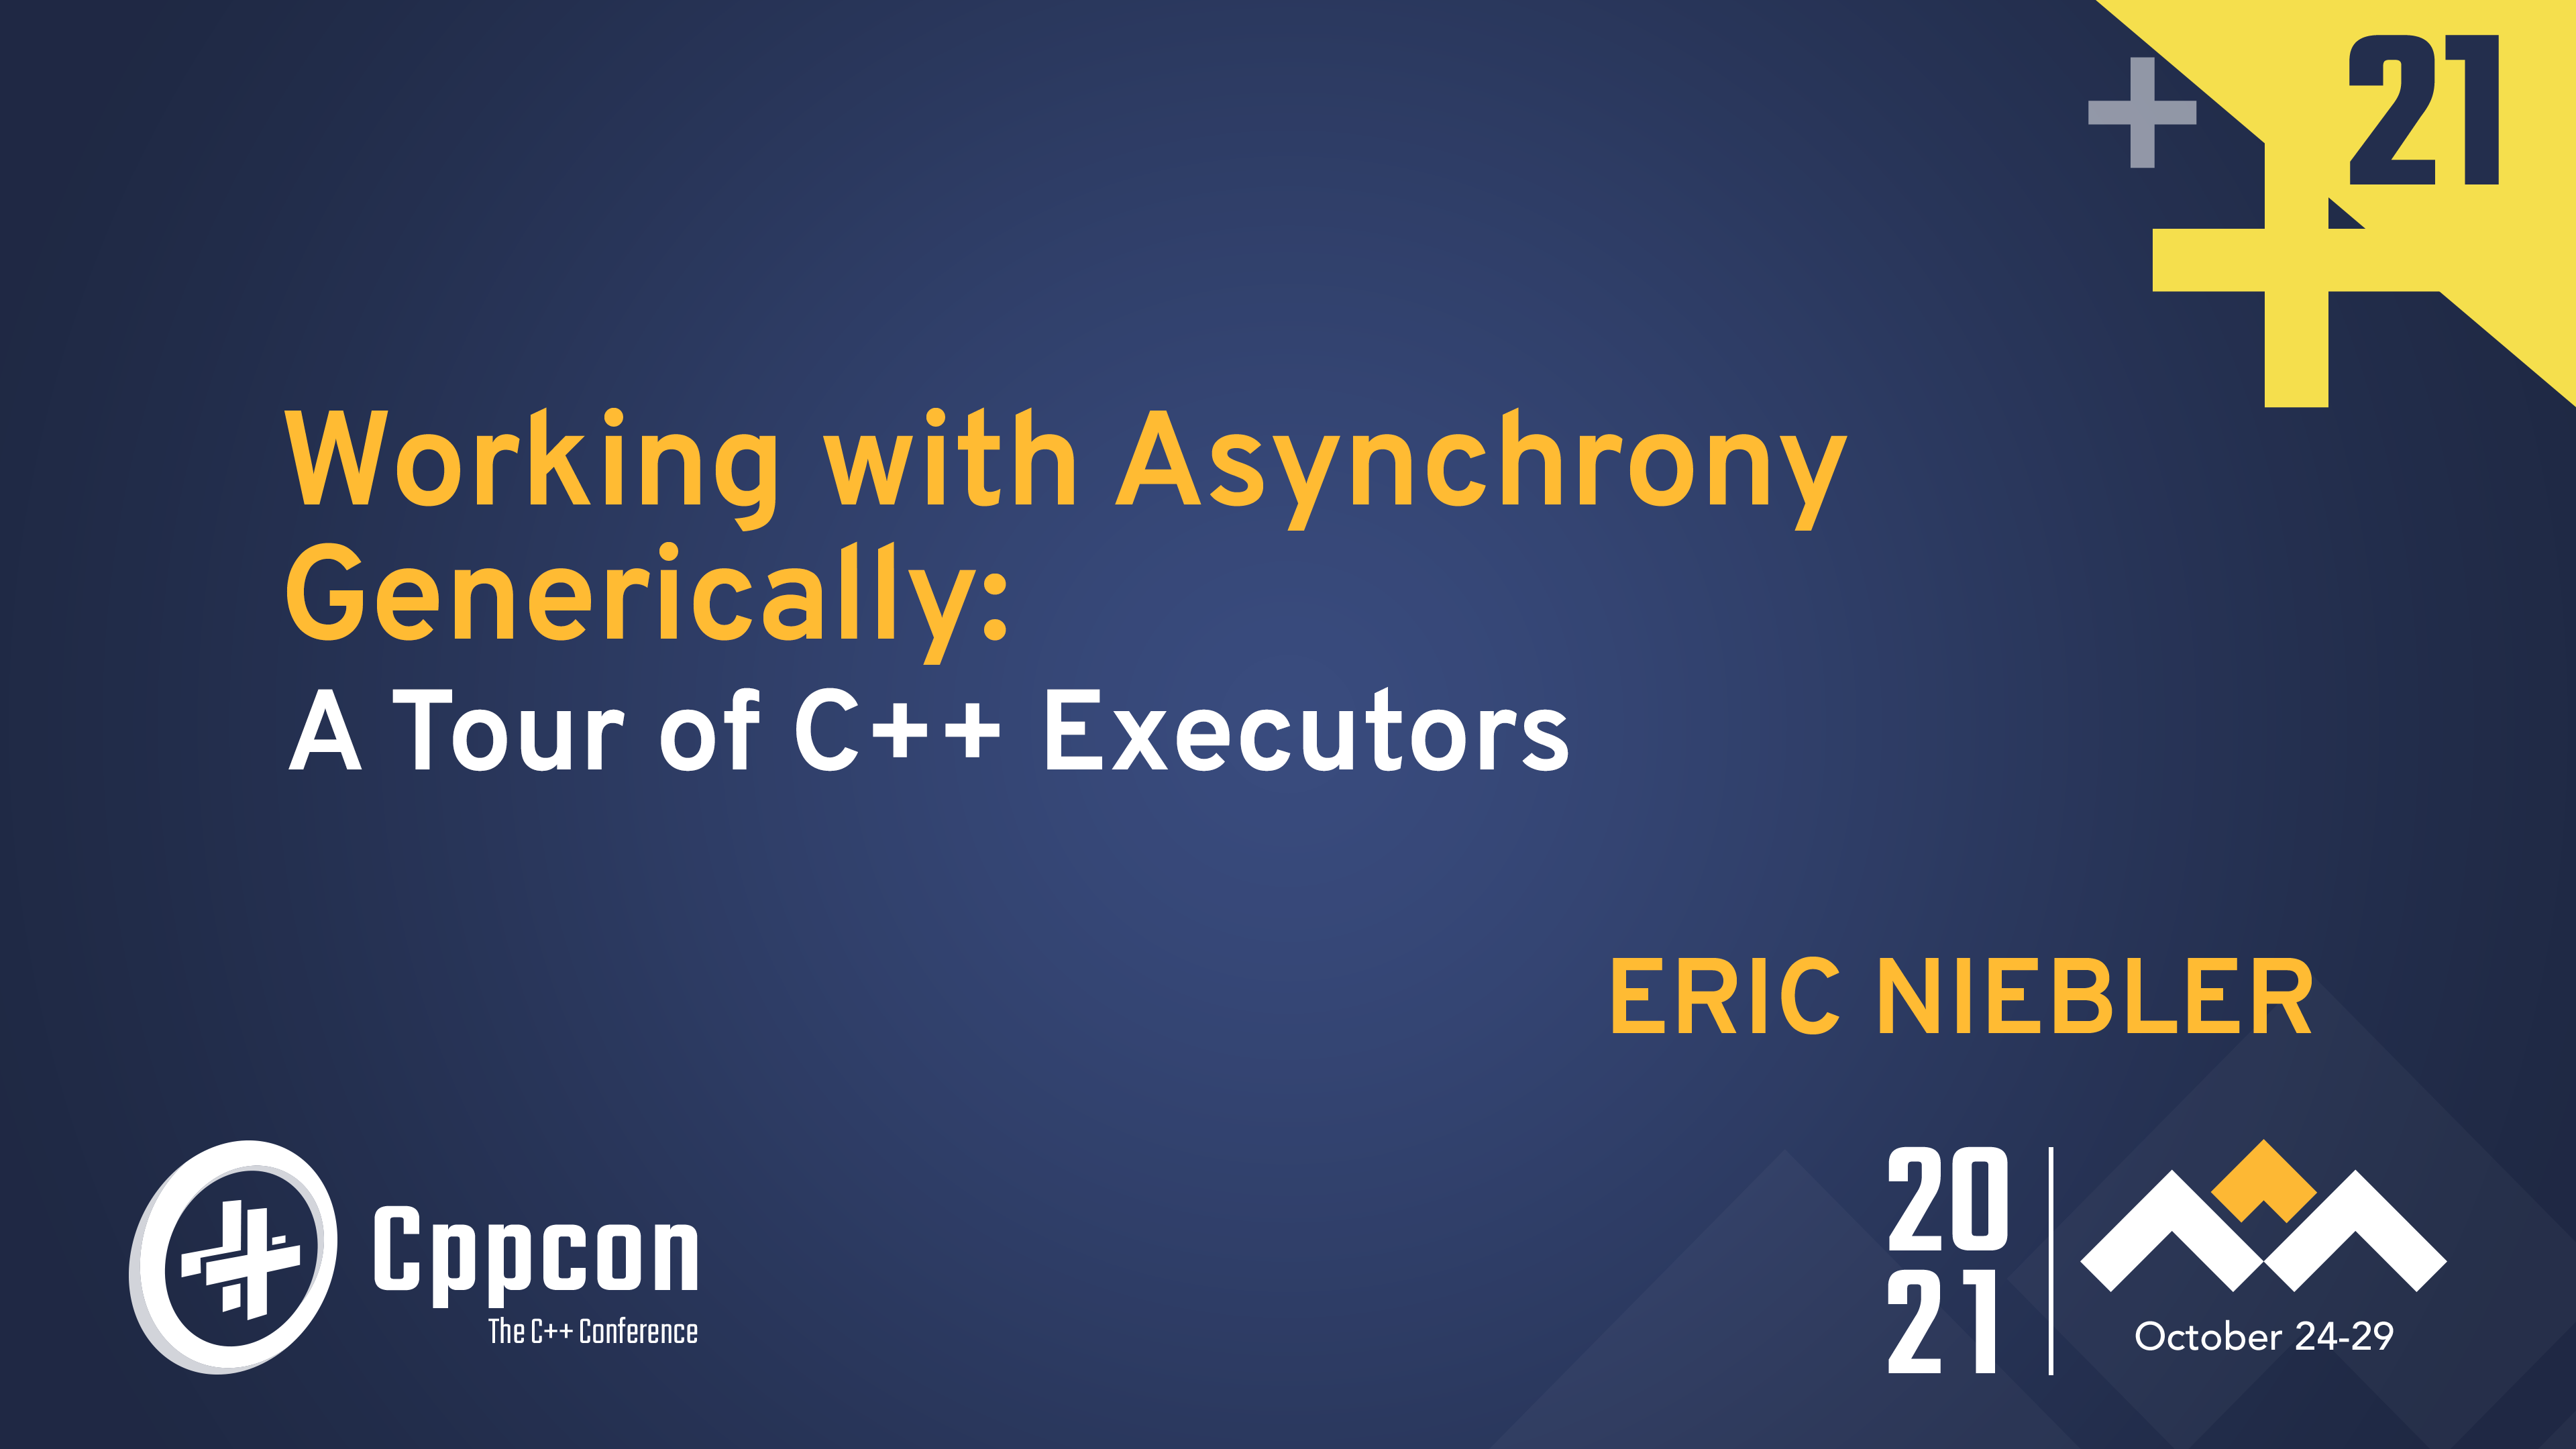 21
Working with Asynchrony
Generically:
A Tour of C++ Executors
ERIC NIEBLER
Cppcon
The C++ Conference
20
21
October 24-29